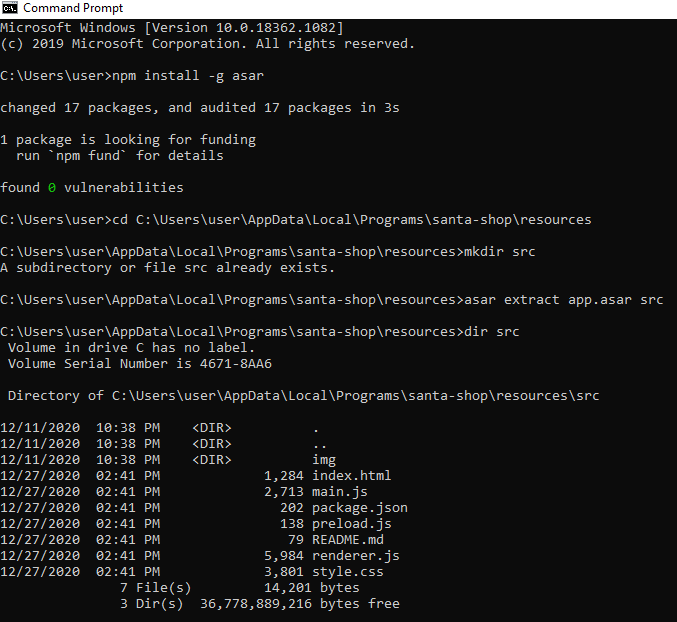 Command Prompt
Microsoft Windows [Version 10.0.18362.1082]
(c) 2019 Microsoft Corporation. All rights reserved.
C:\Users\user>npm install -g asar
changed 17 packages, and audited 17 packages in 3s
1 package is looking for funding
  run `npm fund` for details
found 0 vulnerabilities
C:\Users\user>cd C:\Users\user\AppData\Local\Programs\santa-shop\resources
C:\Users\user\AppData\Local\Programs\santa-shop\resources>mkdir src
A subdirectory or file src already exists.
C:\Users\user\AppData\Local\Programs\santa-shop\resources>asar extract app.asar src
C:\Users\user\AppData\Local\Programs\santa-shop\resources>dir src
 Volume in drive C has no label.
 Volume Serial Number is 4671-8AA6
 Directory of C:\Users\user\AppData\Local\Programs\santa-shop\resources\src
12/11/2020  10:38 PM    <DIR>          .
12/11/2020  10:38 PM    <DIR>          ..
12/11/2020  10:38 PM    <DIR>          img
12/27/2020  02:41 PM             1,284 index.html
12/27/2020  02:41 PM             2,713 main.js
12/27/2020  02:41 PM               202 package.json
12/27/2020  02:41 PM               138 preload.js
12/27/2020  02:41 PM                79 README.md
12/27/2020  02:41 PM             5,984 renderer.js
12/27/2020  02:41 PM             3,801 style.css
               7 File(s)         14,201 bytes
               3 Dir(s)  36,778,889,216 bytes free